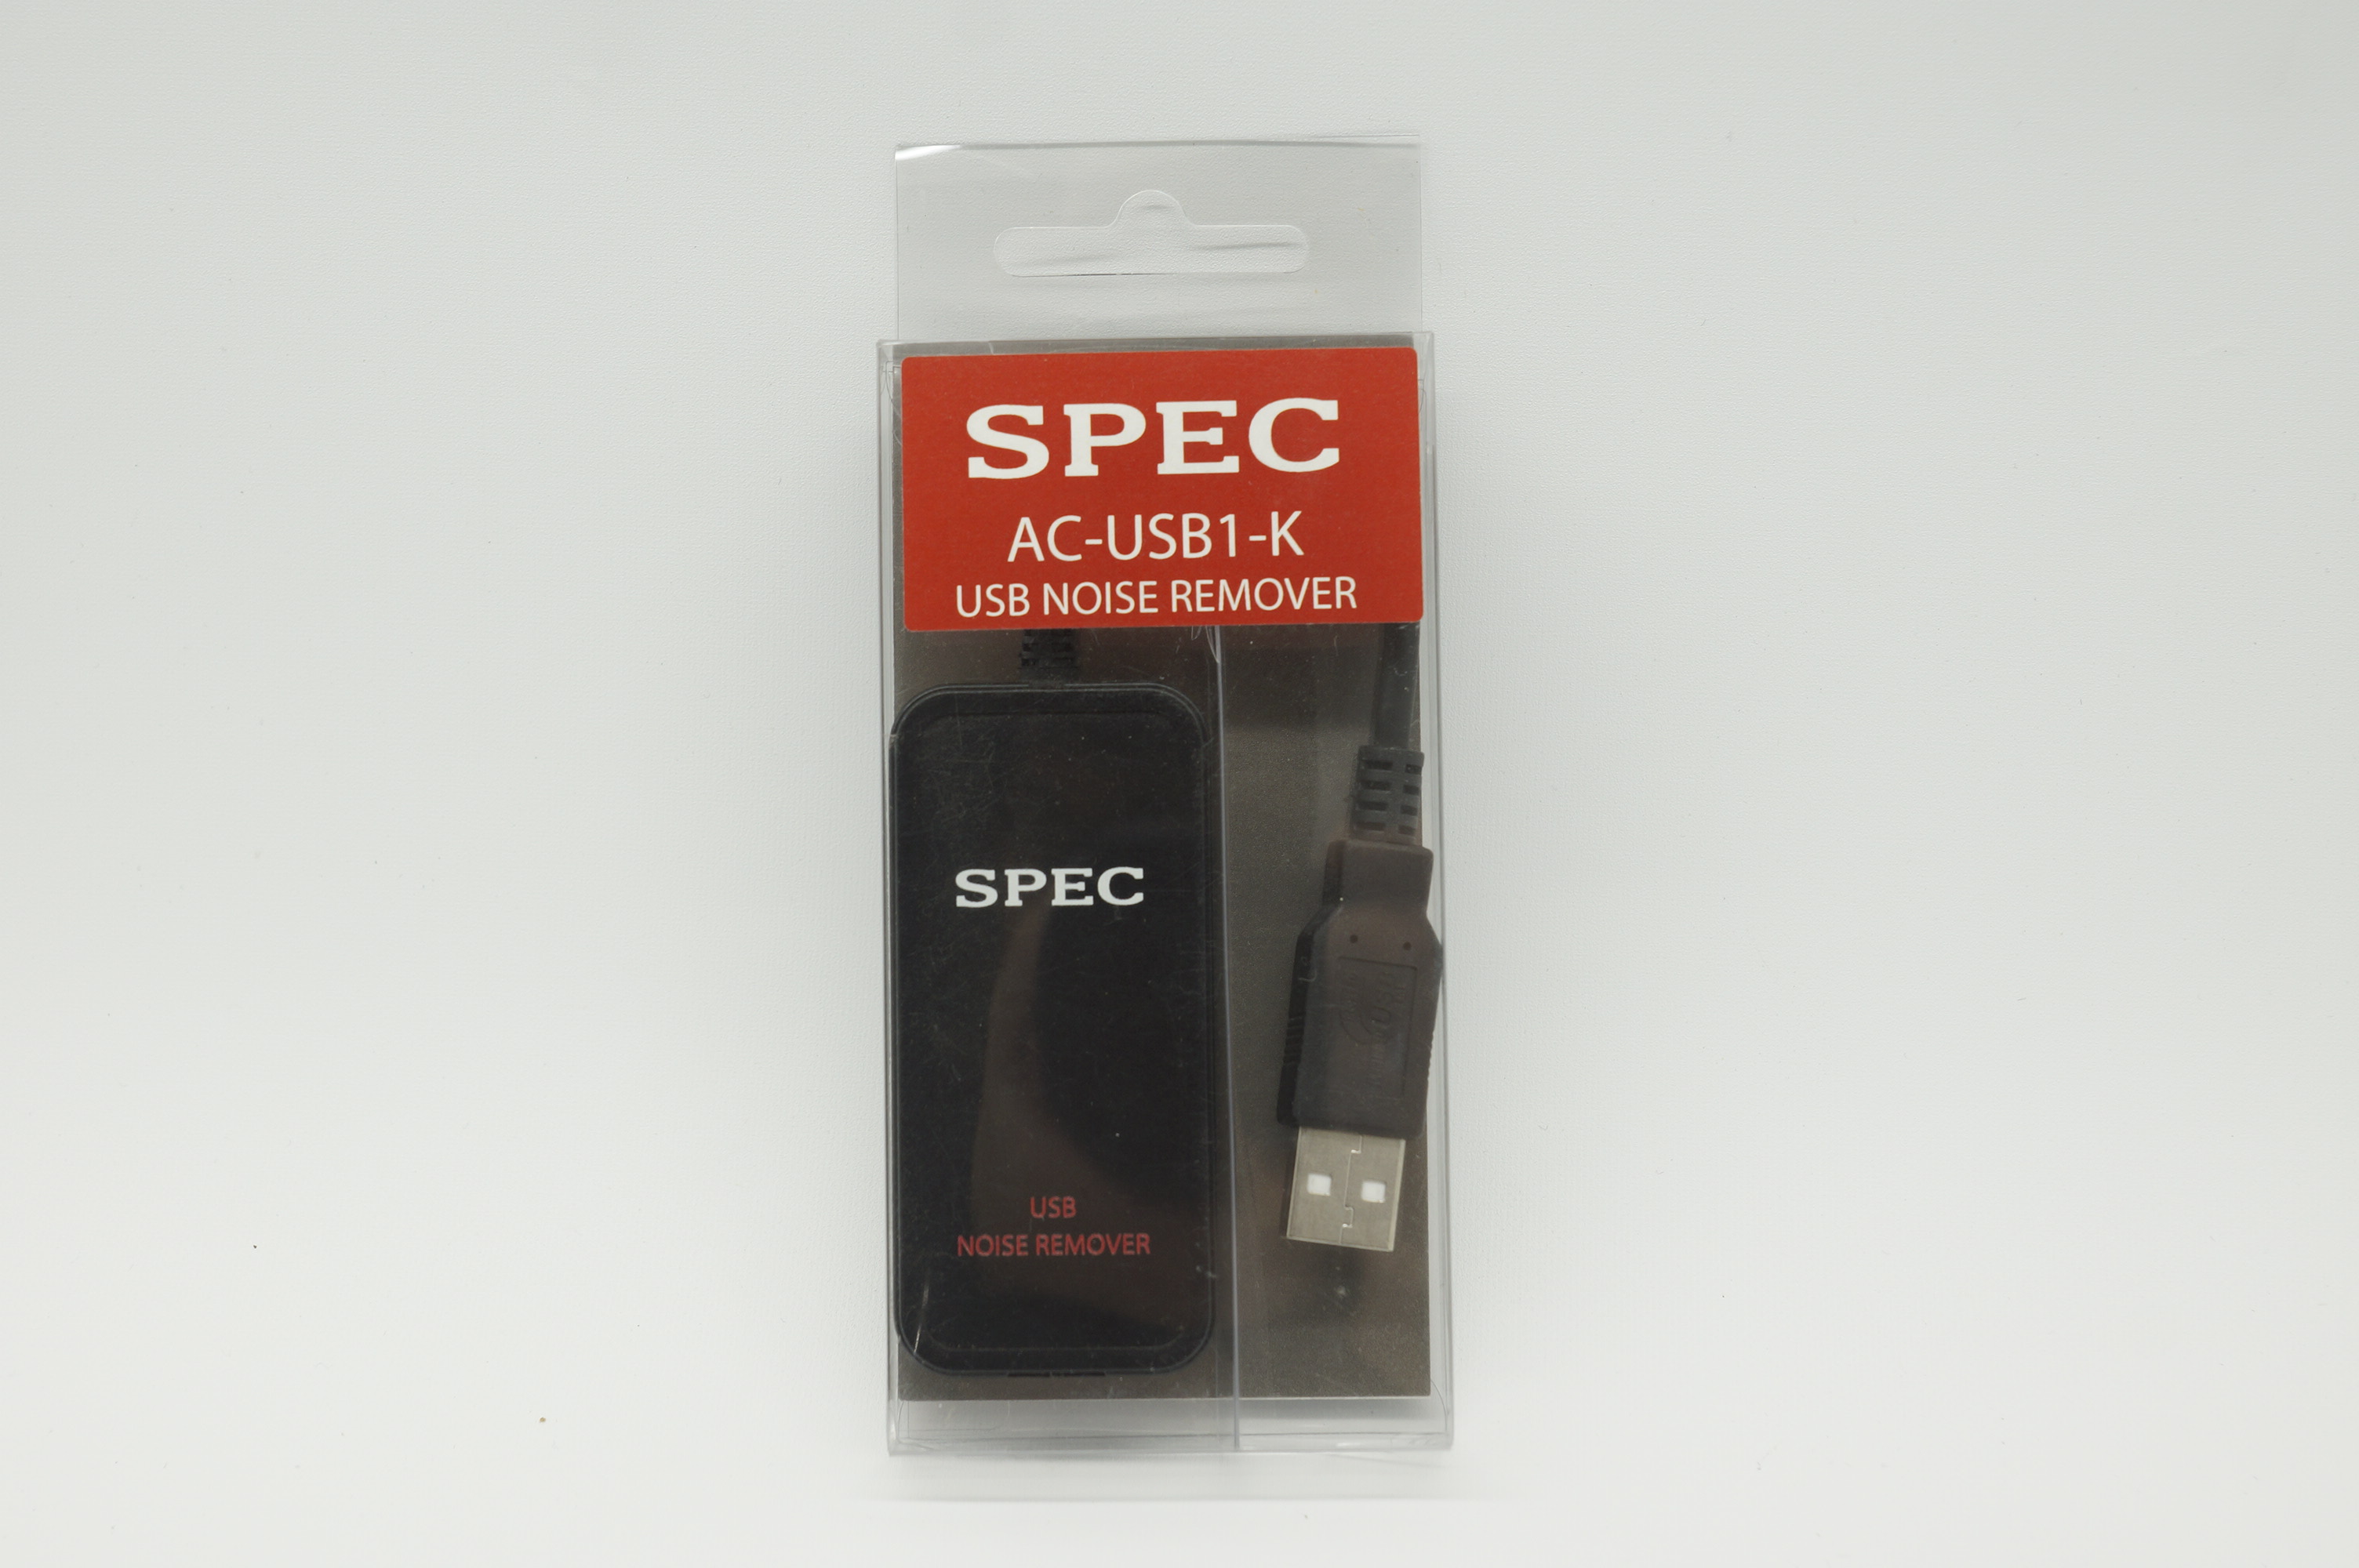 SPEC
AC-USB1-K
USB NOISE REMOVER
SPEC
USB
NOISE REMOVER